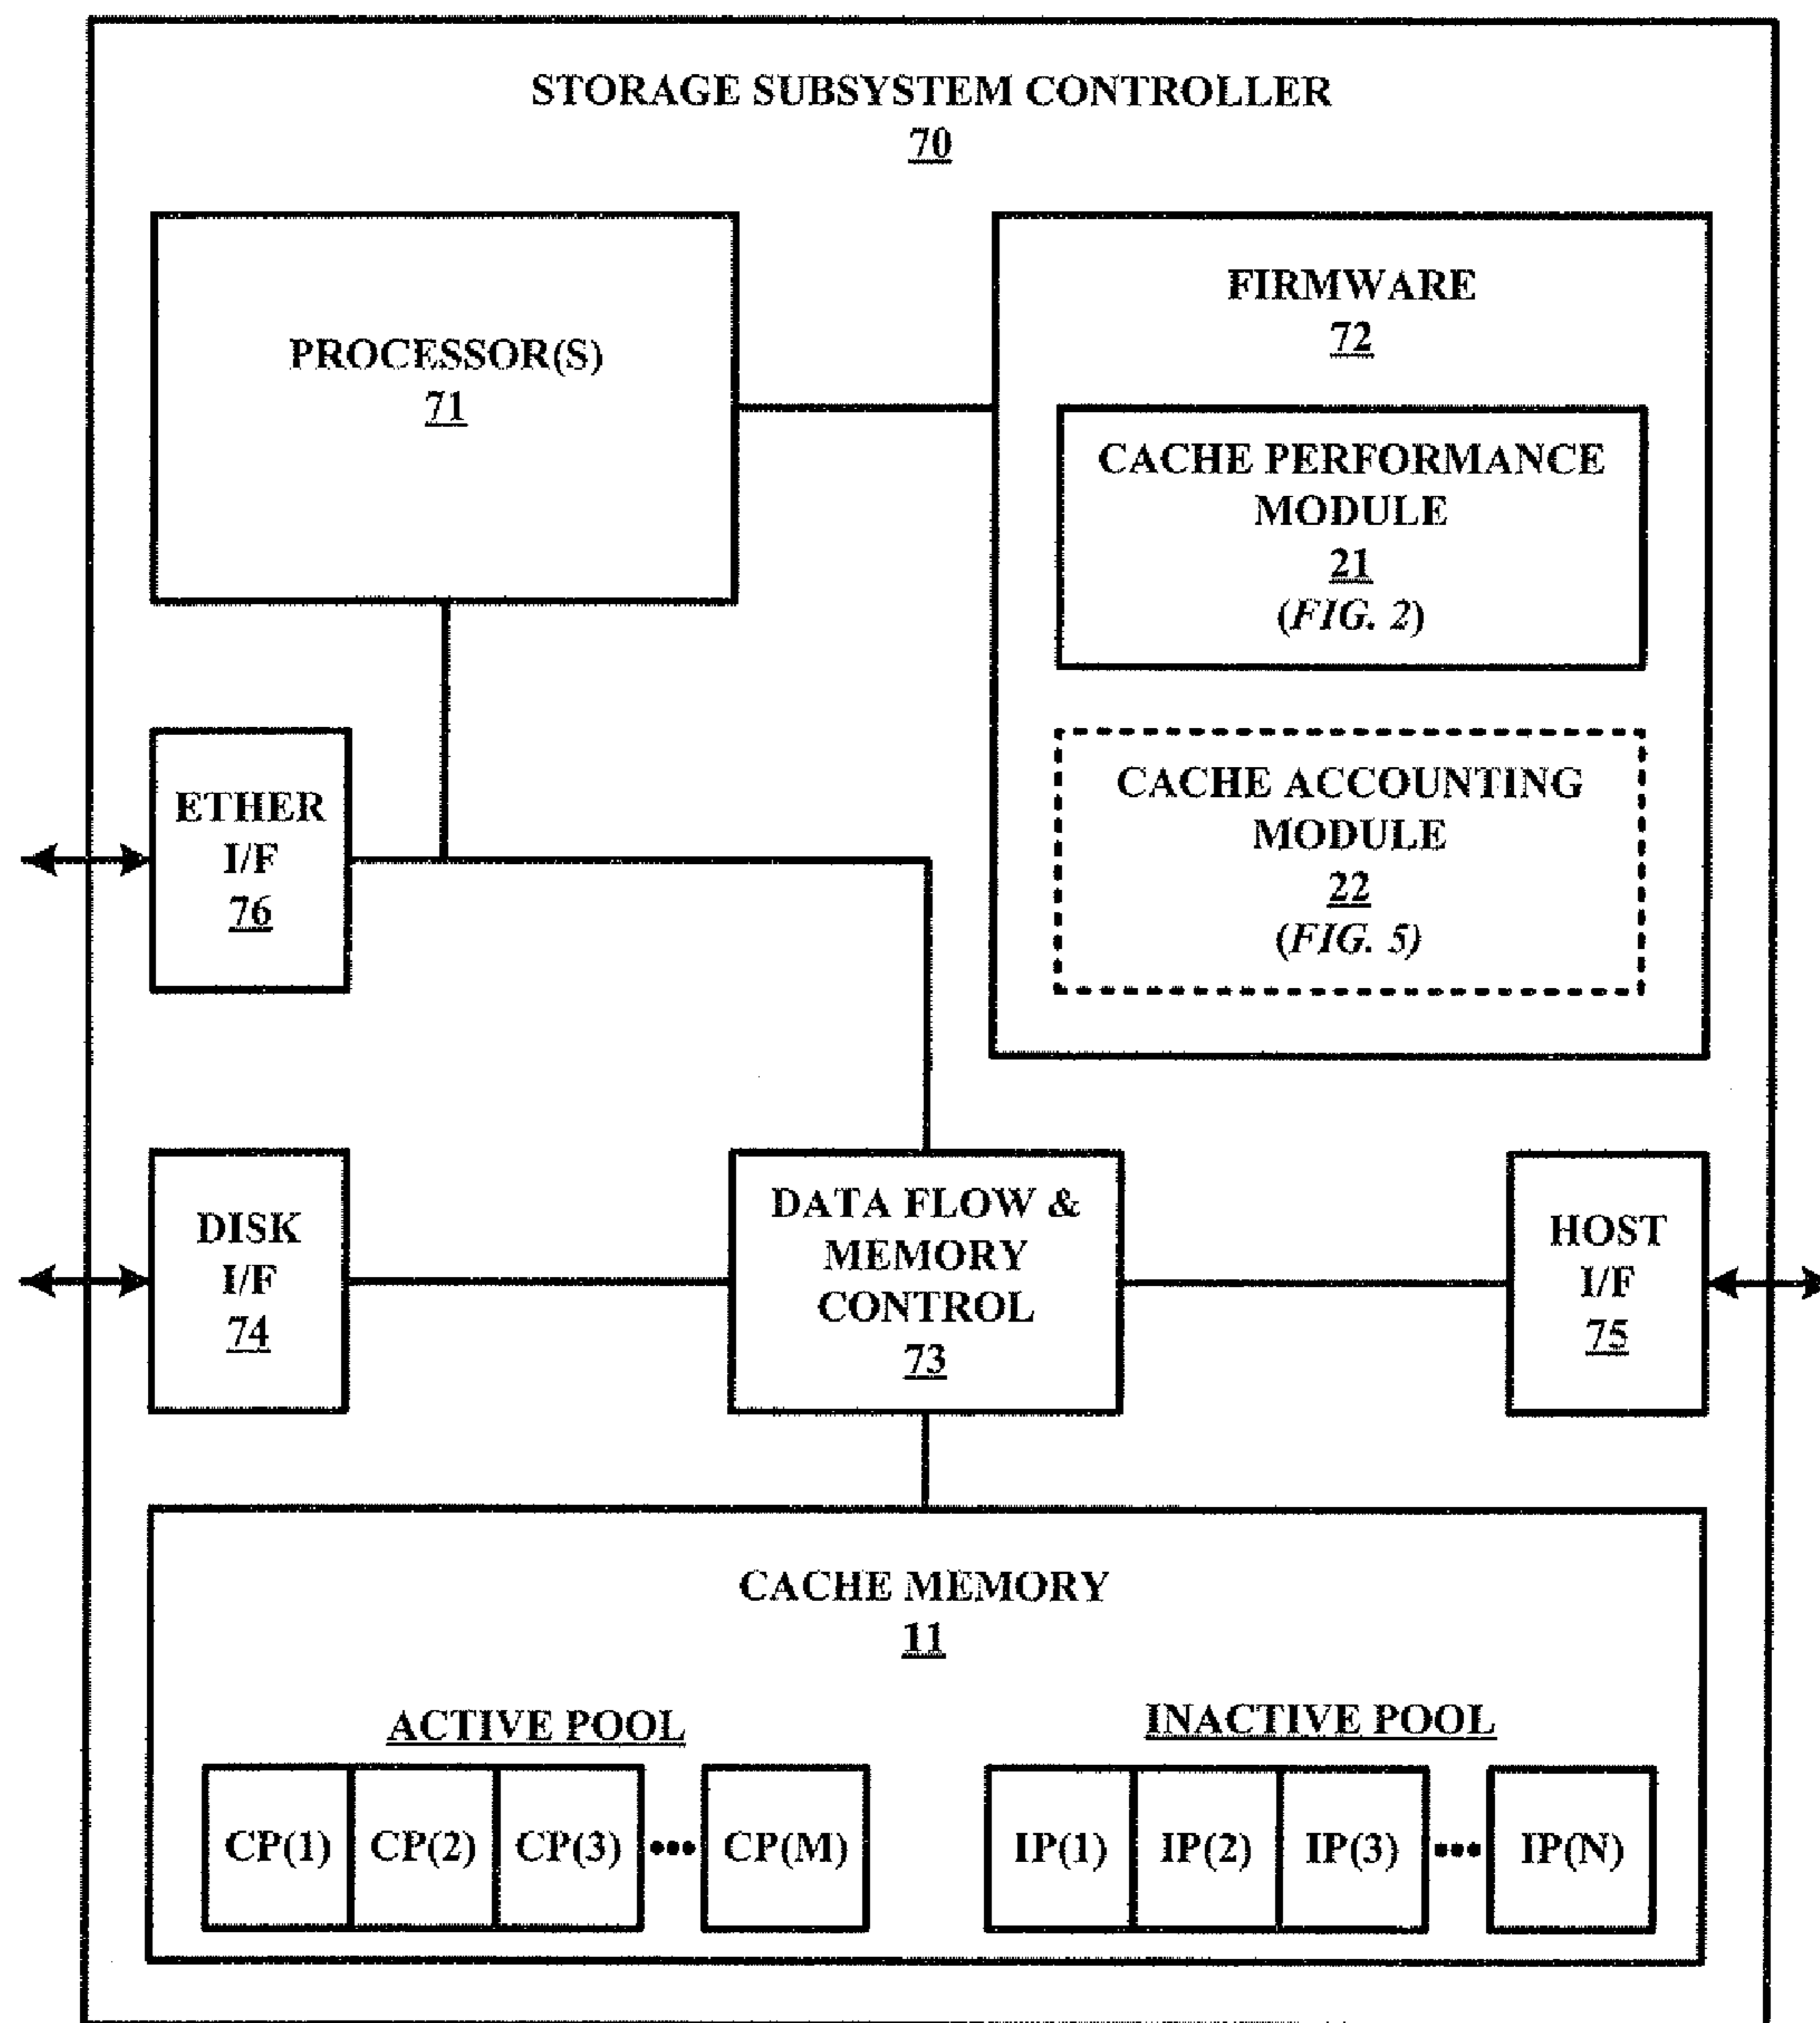 STORAGE SUBSYSTEM CONTROLLER
70
PROCESSOR(S)
71
FIRMWARE
72
CACHE PERFORMANCE
MODULE
21
(FIG. 2)
CACHE ACCOUNTING
MODULE
22
(FIG. 5)
ETHER
I/F
76
DISK
I/F
74
DATA FLOW &
MEMORY
CONTROL
73
HOST
I/F
75
CACHE MEMORY
11
ACTIVE POOL
CP(1) CP(2) CP(3) ••• CP(M)
INACTIVE POOL
IP(1) IP(2) IP(3) ••• IP(N)